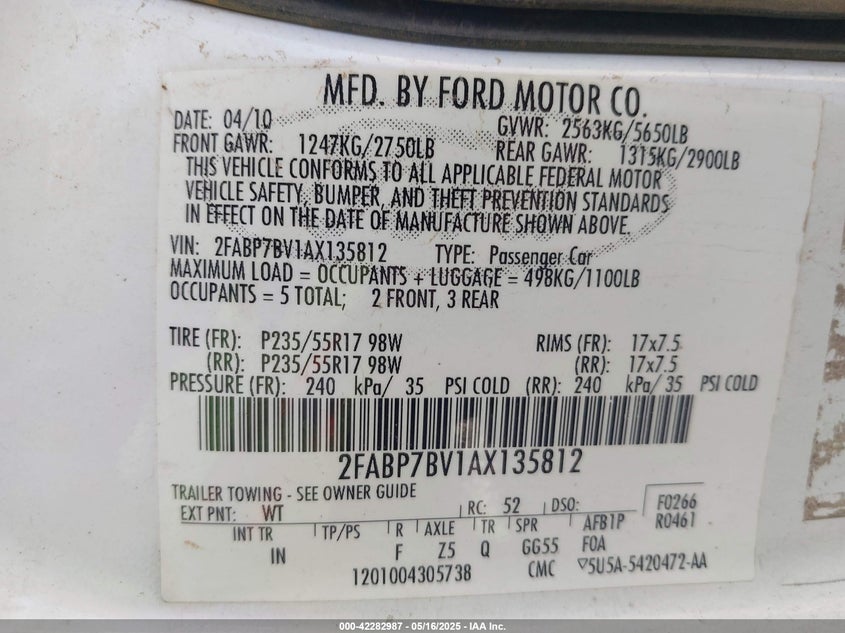 MFD. BY FORD MOTOR CO.
DATE: 04/10 GVWR: 2563KG/5650LB
FRONT GAWR: 1247KG/2750LB REAR GAWR: 1315KG/2900LB
THIS VEHICLE CONFORMS TO ALL APPLICABLE FEDERAL MOTOR
VEHICLE SAFETY, BUMPER, AND THEFT PREVENTION STANDARDS
IN EFFECT ON THE DATE OF MANUFACTURE SHOWN ABOVE.
VIN: 2FABP7BV1AX135812 TYPE: Passenger Car
MAXIMUM LOAD = OCCUPANTS + LUGGAGE = 498KG/1100LB
OCCUPANTS = 5 TOTAL; 2 FRONT, 3 REAR
TIRE (FR): P235/55R17 98W RIMS (FR): 17x7.5
(RR): P235/55R17 98W (RR): 17x7.5
PRESSURE (FR): 240 kPa/ 35 PSI COLD (RR): 240 kPa/ 35 PSI COLD
2FABP7BV1AX135812
TRAILER TOWING - SEE OWNER GUIDE
EXT PNT: WT RC: 52 DSO: F0266
R0461
INT TR TP/PS R AXLE TR SPR AFB1P
IN F Z5 Q GG55 FOA
1201004305738 CMC ▽5U5A-5420472-AA
000-42282987 - 05/16/2025 - IAA Inc.